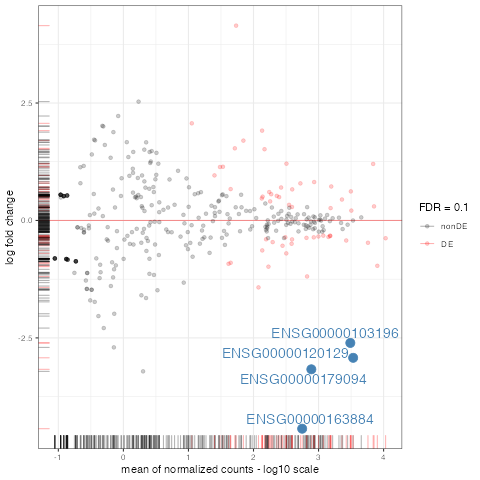 2.5
0.0
-2.5
log fold change
ENSG00000103196
ENSG00000120129
ENSG00000179094
ENSG00000163884
-1 0 1 2 3 4
mean of normalized counts - log10 scale
FDR = 0.1
nonDE
DE